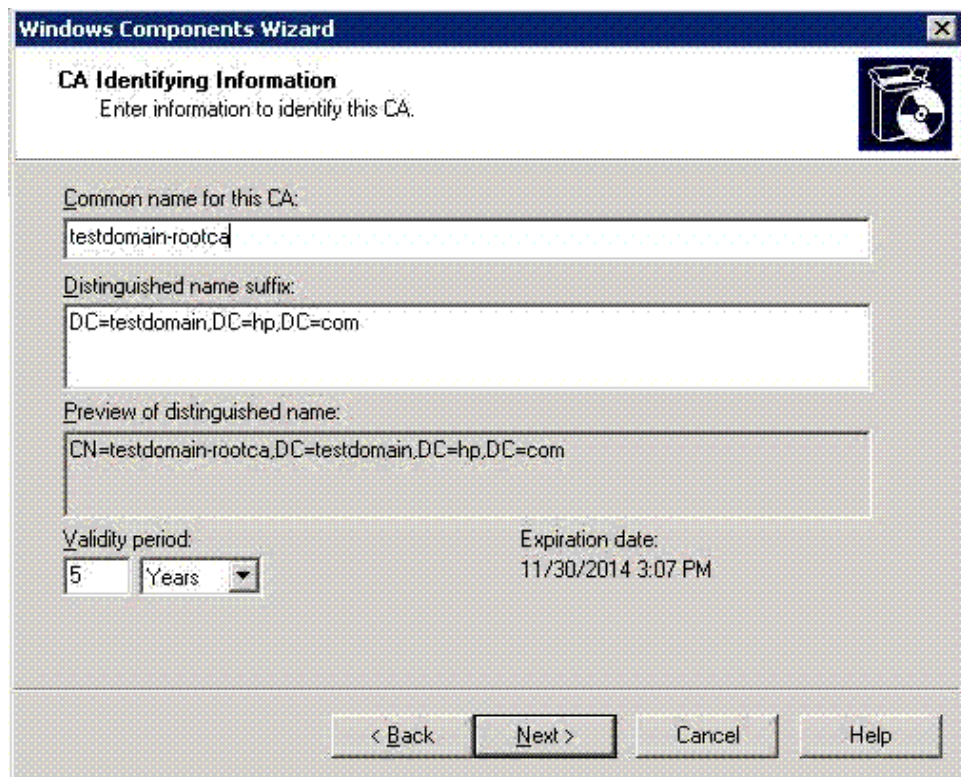 Windows Components Wizard
CA Identifying Information
Enter information to identify this CA.
Common name for this CA:
testdomain-rootca
Distinguished name suffix:
DC=testdomain,DC=hp,DC=com
Preview of distinguished name:
CN=testdomain-rootca,DC=testdomain,DC=hp,DC=com
Validity period:
Expiration date:
5 Years
11/30/2014 3:07 PM
< Back Next > Cancel Help